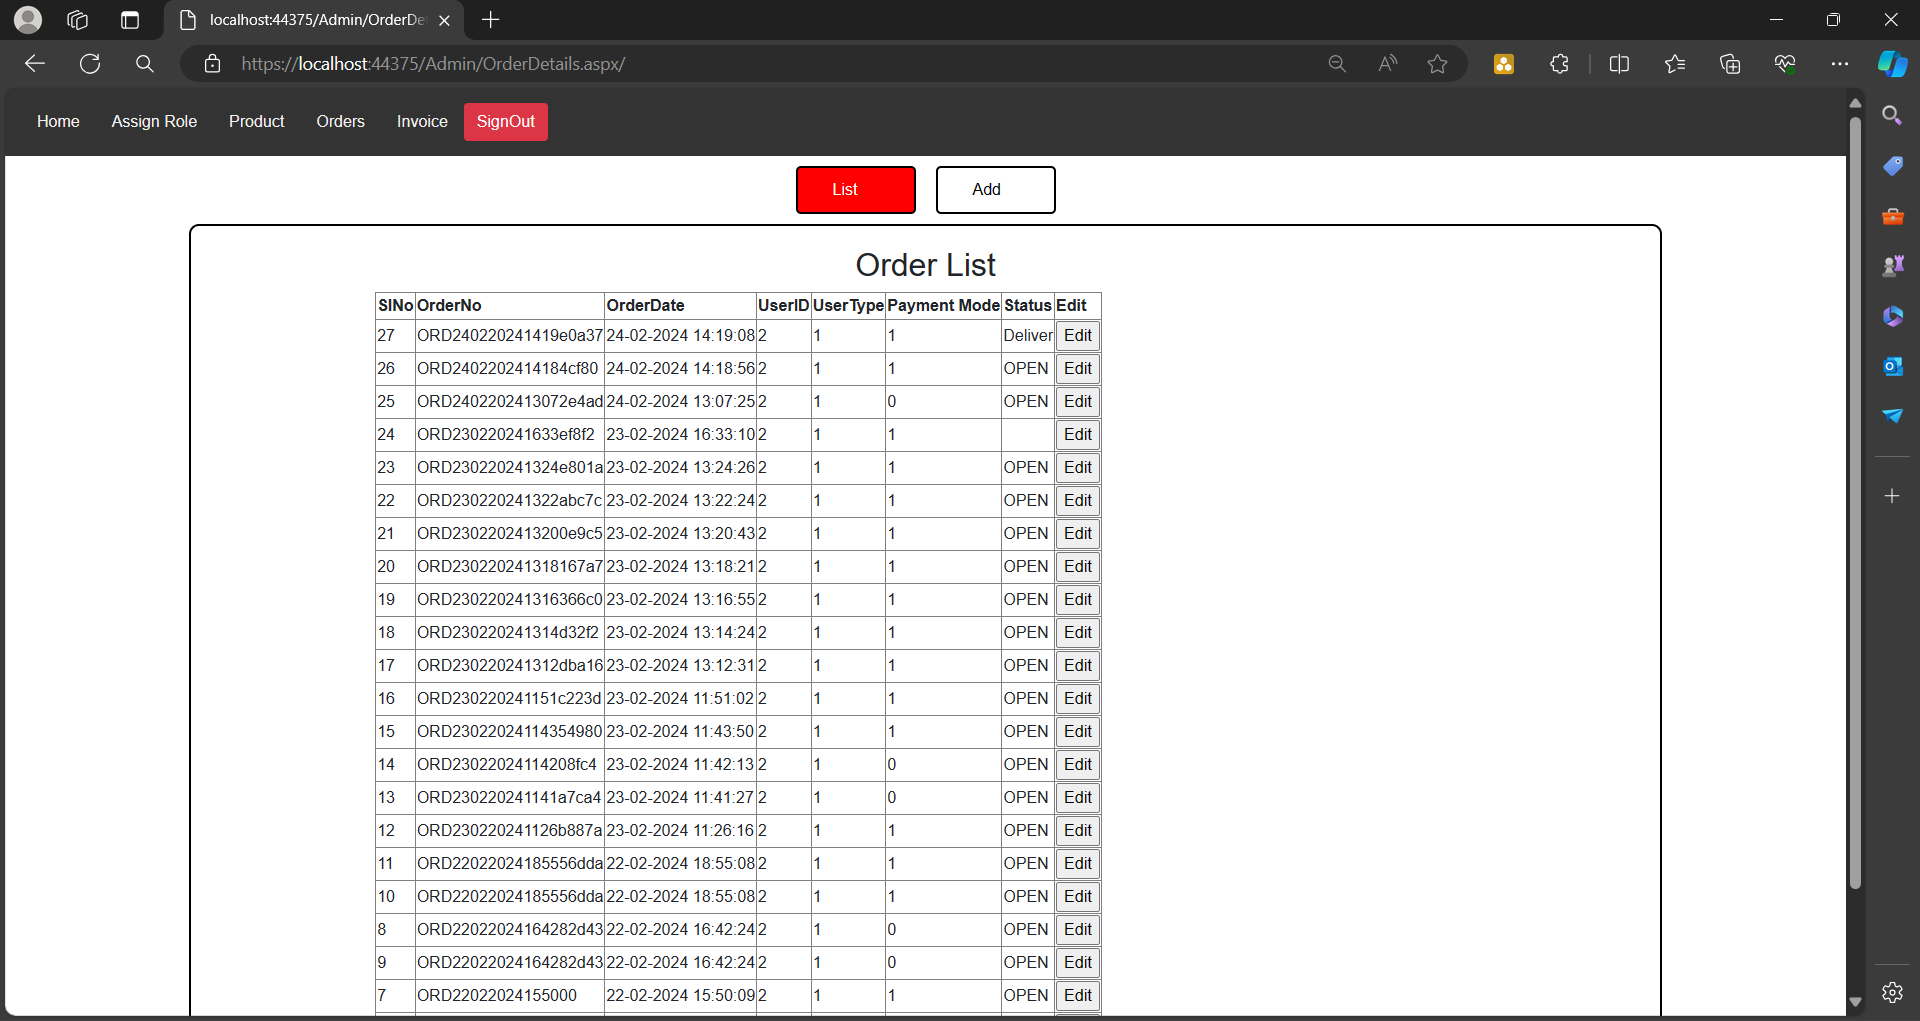 localhost:44375/Admin/OrderDe
https://localhost:44375/Admin/OrderDetails.aspx/
Home Assign Role Product Orders Invoice SignOut
List Add
Order List
SlNo OrderNo OrderDate UserID UserType Payment Mode Status Edit
27 ORD240220241419e0a37 24-02-2024 14:19:08 2 1 1 Deliver Edit
26 ORD2402202414184cf80 24-02-2024 14:18:56 2 1 1 OPEN Edit
25 ORD2402202413072e4ad 24-02-2024 13:07:25 2 1 0 OPEN Edit
24 ORD230220241633ef8f2 23-02-2024 16:33:10 2 1 1 Edit
23 ORD230220241324e801a 23-02-2024 13:24:26 2 1 1 OPEN Edit
22 ORD230220241322abc7c 23-02-2024 13:22:24 2 1 1 OPEN Edit
21 ORD2302202413200e9c5 23-02-2024 13:20:43 2 1 1 OPEN Edit
20 ORD230220241318167a7 23-02-2024 13:18:21 2 1 1 OPEN Edit
19 ORD230220241316366c0 23-02-2024 13:16:55 2 1 1 OPEN Edit
18 ORD230220241314d32f2 23-02-2024 13:14:24 2 1 1 OPEN Edit
17 ORD230220241312dba16 23-02-2024 13:12:31 2 1 1 OPEN Edit
16 ORD230220241151c223d 23-02-2024 11:51:02 2 1 1 OPEN Edit
15 ORD2302202411435498​0 23-02-2024 11:43:50 2 1 1 OPEN Edit
14 ORD23022024114208fc4 23-02-2024 11:42:13 2 1 0 OPEN Edit
13 ORD230220241141a7ca4 23-02-2024 11:41:27 2 1 0 OPEN Edit
12 ORD230220241126b887a 23-02-2024 11:26:16 2 1 1 OPEN Edit
11 ORD22022024185556dda 22-02-2024 18:55:08 2 1 1 OPEN Edit
10 ORD22022024185556dda 22-02-2024 18:55:08 2 1 1 OPEN Edit
8 ORD22022024164282d43 22-02-2024 16:42:24 2 1 0 OPEN Edit
9 ORD22022024164282d43 22-02-2024 16:42:24 2 1 0 OPEN Edit
7 ORD22022024155000 22-02-2024 15:50:09 2 1 1 OPEN Edit